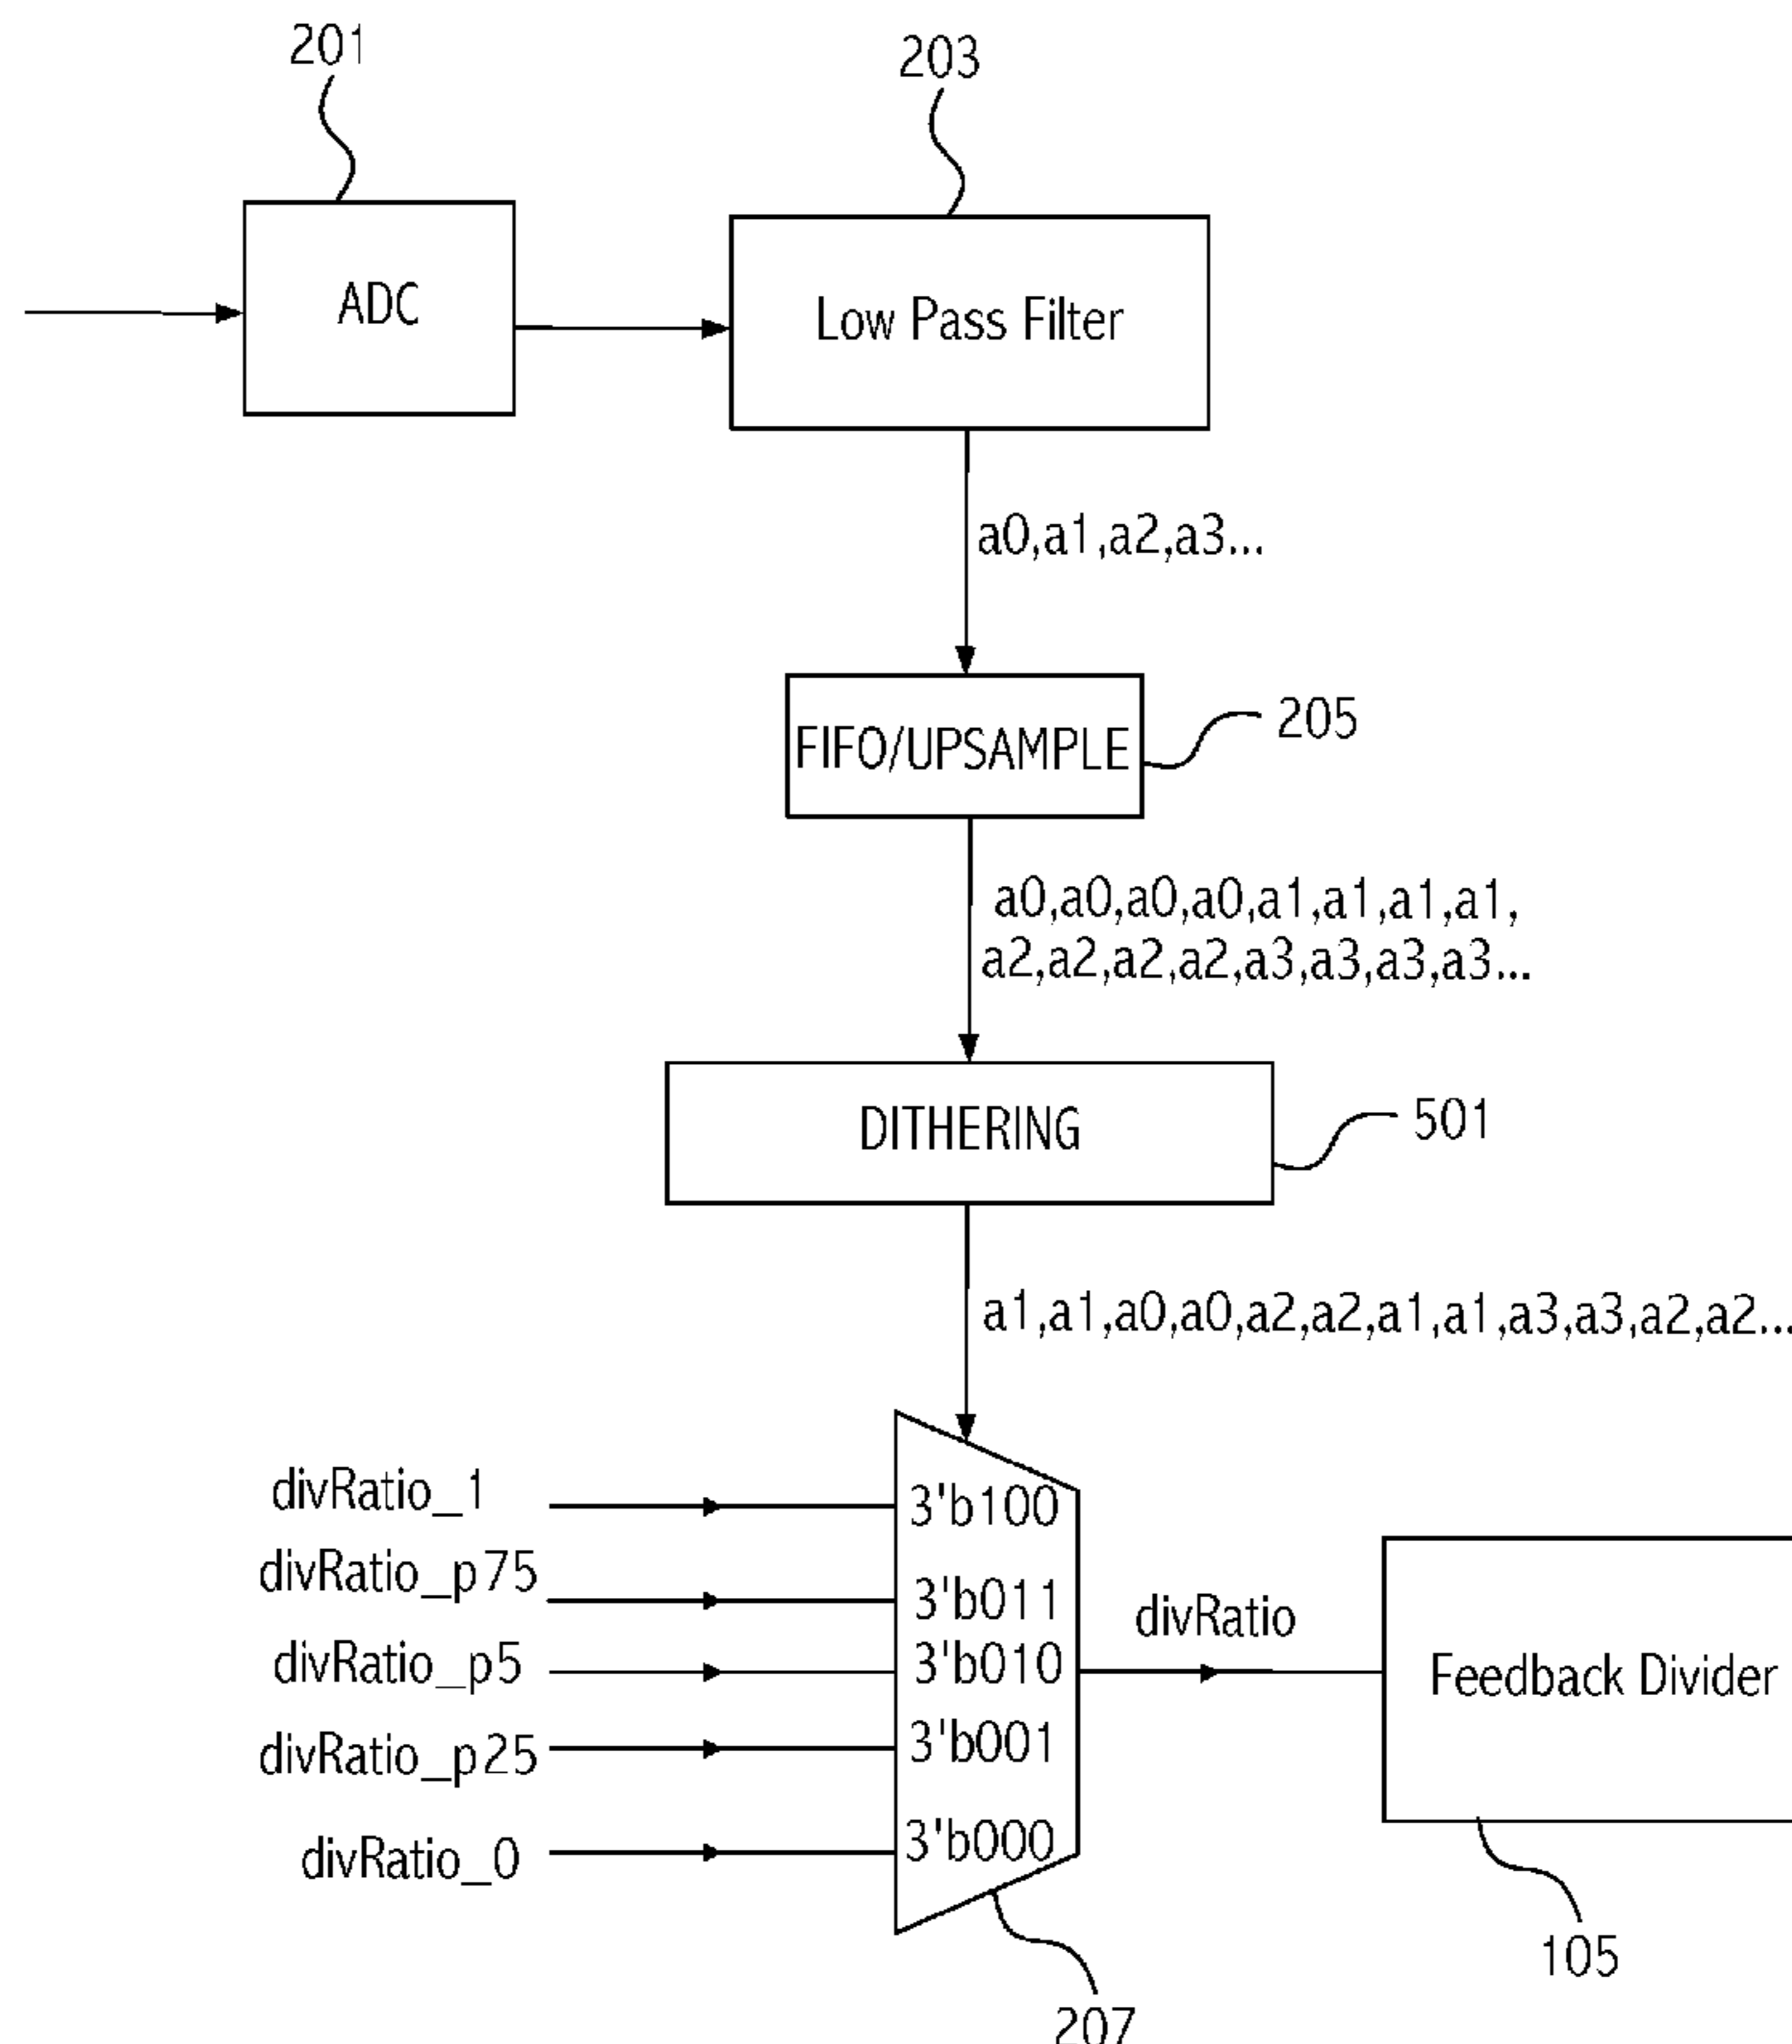 201
203
ADC
Low Pass Filter
a0,a1,a2,a3...
FIFO/UPSAMPLE
205
a0,a0,a0,a0,a1,a1,a1,a1,
a2,a2,a2,a2,a3,a3,a3,a3...
DITHERING
501
a1,a1,a0,a0,a2,a2,a1,a1,a3,a3,a2,a2...
divRatio_1
3'b100
divRatio_p75
3'b011
divRatio_p5
3'b010
divRatio_p25
3'b001
divRatio_0
3'b000
divRatio
Feedback Divider
105
207